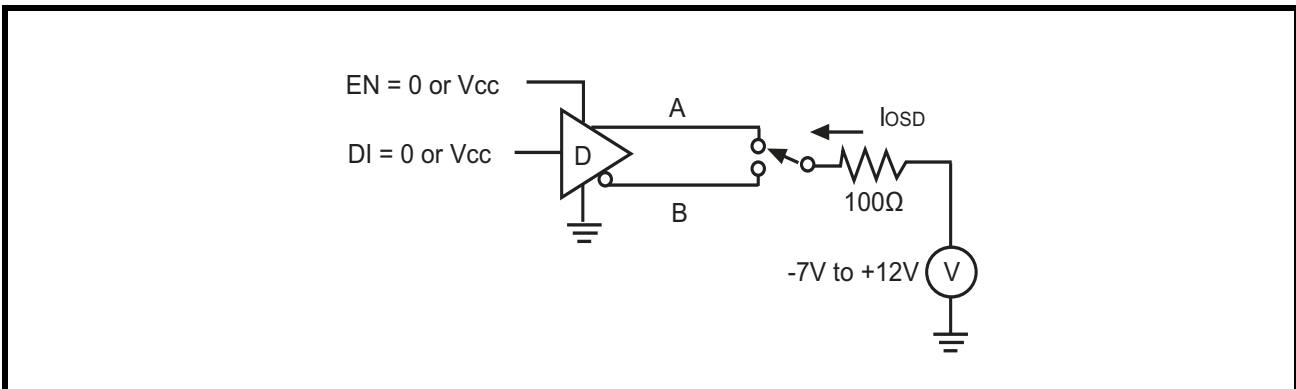 EN = 0 or Vcc
A
IOSD
DI = 0 or Vcc
D
100Ω
B
-7V to +12V
V